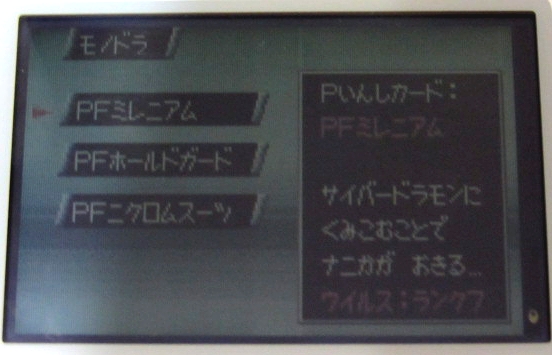 モノドラ
PFミレニアム
PFホールドガード
PFニクロムスーツ
Pいんしカード：
PFミレニアム
サイバードラモンに
くみこむことで
ナニカガ おきる…
ウイルス：ランク7